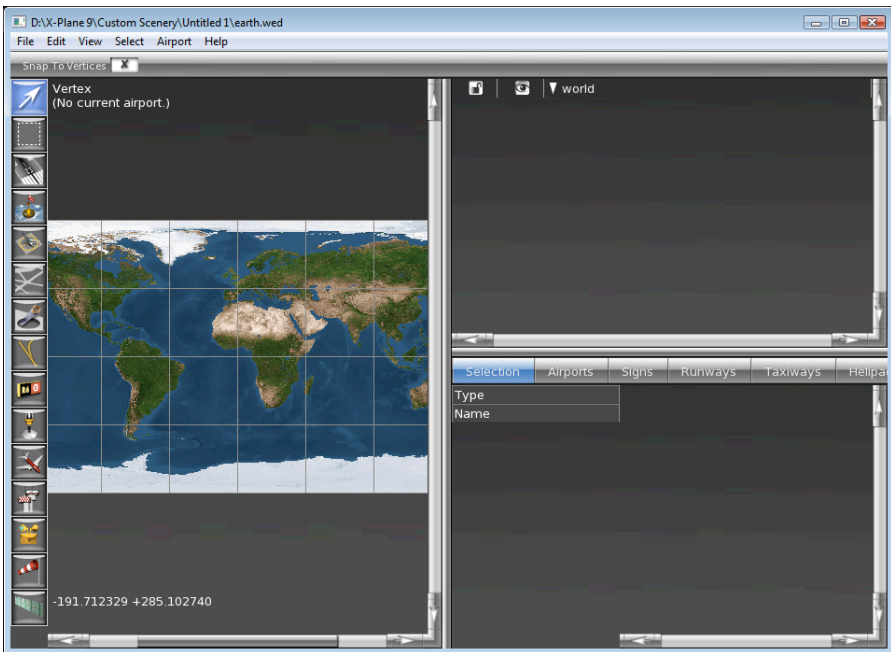 D:\X-Plane 9\Custom Scenery\Untitled 1\earth.wed
File Edit View Select Airport Help
Snap To Vertices X
Vertex
(No current airport.)
world
Selection Airports Signs Runways Taxiways Helipa
Type
Name
-191.712329 +285.102740